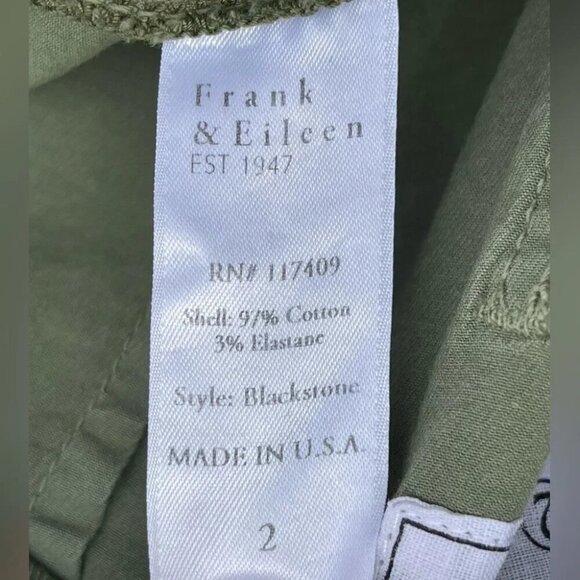 Frank
& Eileen
EST 1947
RN# 117409
Shell: 97% Cotton
3% Elastane
Style: Blackstone
MADE IN U.S.A.
2